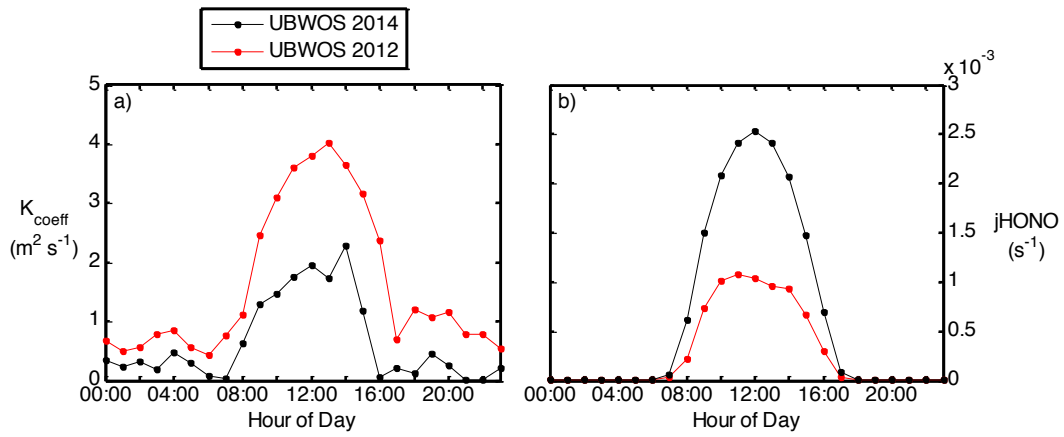 UBWOS 2014
UBWOS 2012
a)
5
4
3
2
1
0
K_coeff
(m² s⁻¹)
00:00 04:00 08:00 12:00 16:00 20:00
Hour of Day
b)
x 10⁻³
3
2.5
2
1.5
1
0.5
0
jHONO
(s⁻¹)
00:00 04:00 08:00 12:00 16:00 20:00
Hour of Day